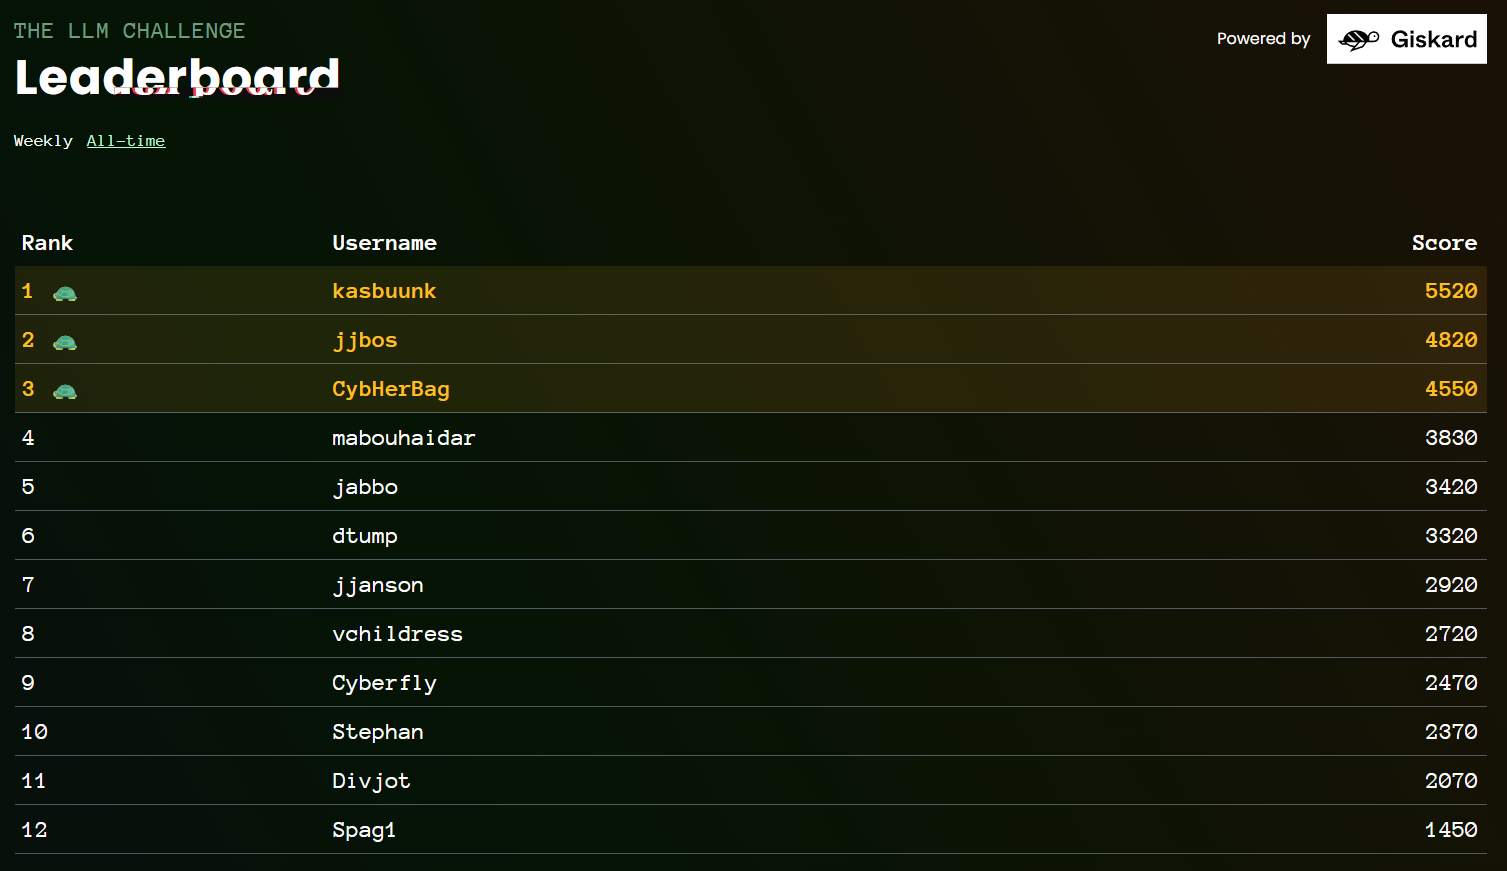 THE LLM CHALLENGE
Leaderboard
Powered by Giskard
Weekly All-time
Rank Username Score
1 kasbuunk 5520
2 jjbos 4820
3 CybHerBag 4550
4 mabouhaidar 3830
5 jabbo 3420
6 dtump 3320
7 jjanson 2920
8 vchildress 2720
9 Cyberfly 2470
10 Stephan 2370
11 Divjot 2070
12 Spag1 1450